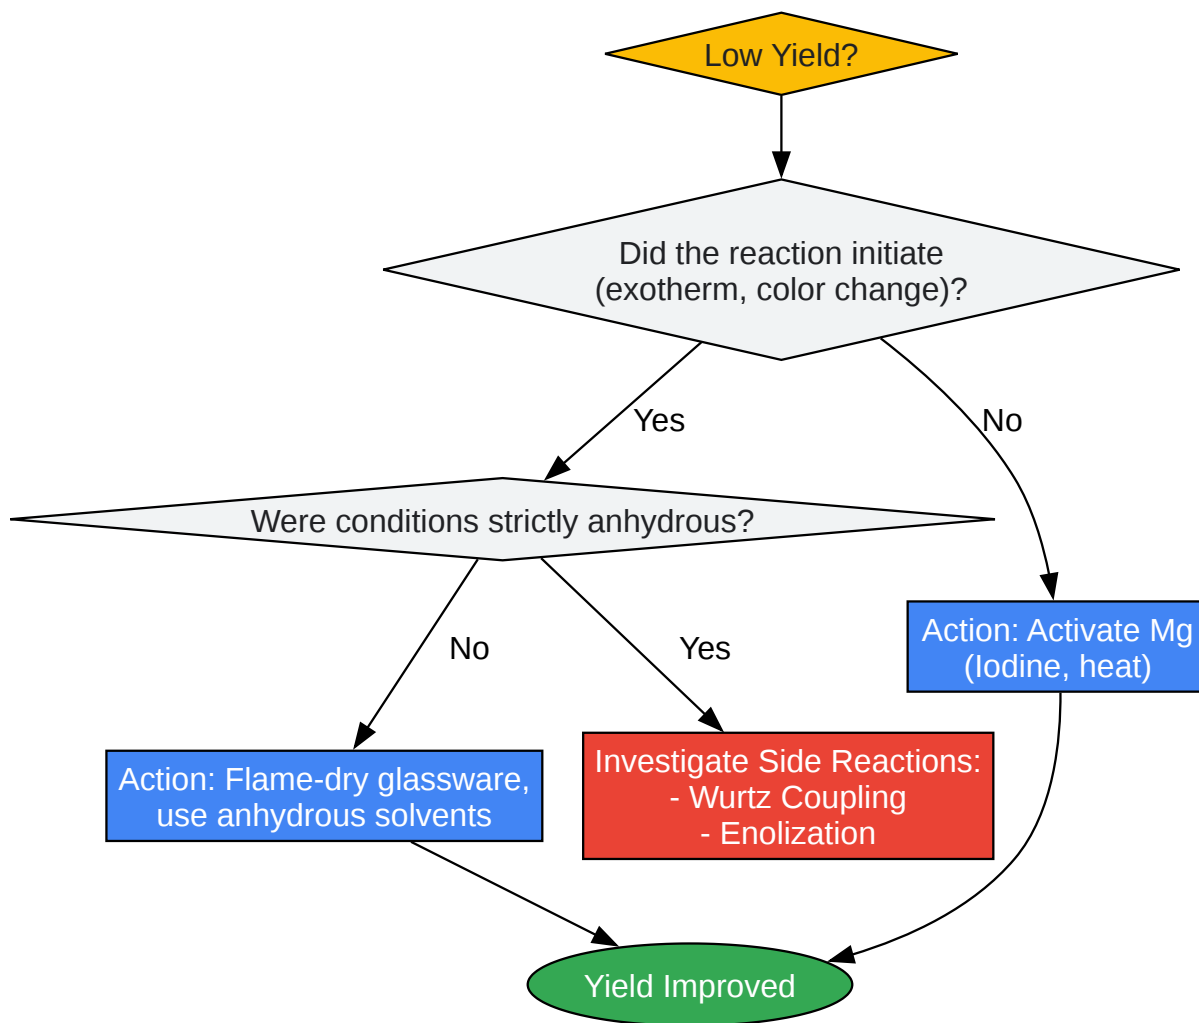 Low Yield?
Did the reaction initiate
(exotherm, color change)?
Yes
No
Were conditions strictly anhydrous?
No
Yes
Action: Activate Mg
(Iodine, heat)
Action: Flame-dry glassware,
use anhydrous solvents
Investigate Side Reactions:
- Wurtz Coupling
- Enolization
Yield Improved